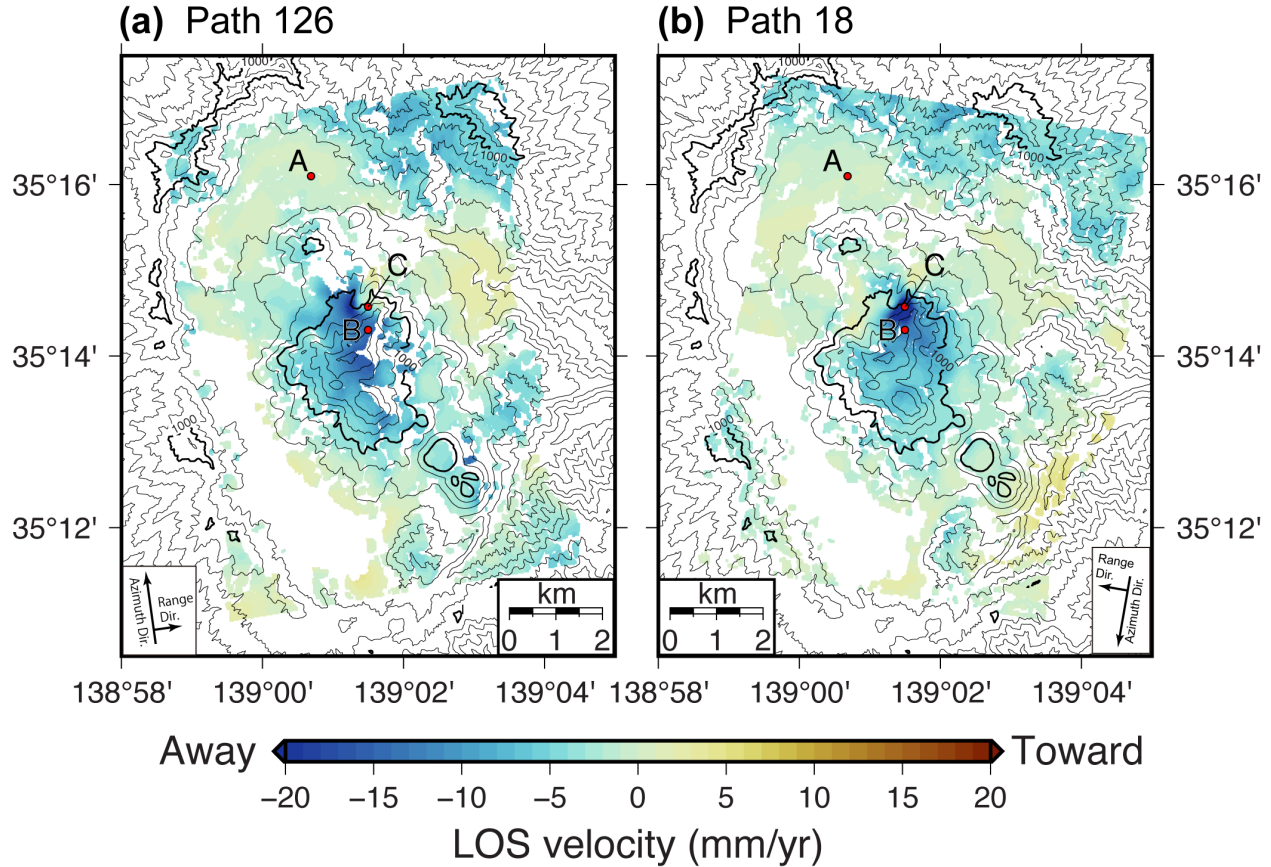 (a) Path 126
(b) Path 18
138°58' 139°00' 139°02' 139°04'
138°58' 139°00' 139°02' 139°04'
35°16'
35°14'
35°12'
35°16'
35°14'
35°12'
1000
1000
A
C
B
1000
1000
Azimuth Dir.
Range
Dir.
km
0 1 2
1000
1000
A
C
B
1000
1000
km
0 1 2
Range
Dir.
Azimuth Dir.
Away
Toward
−20 −15 −10 −5 0 5 10 15 20
LOS velocity (mm/yr)